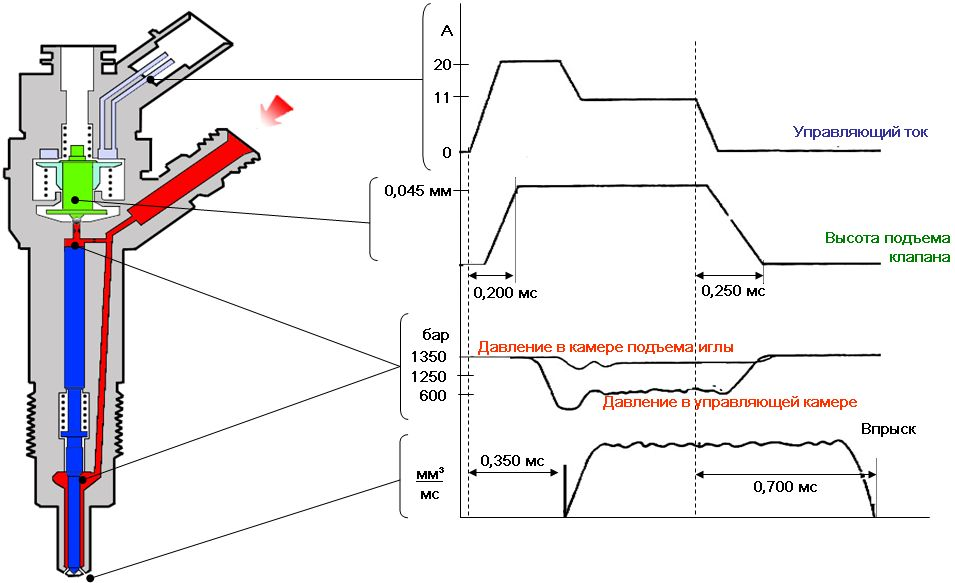 А
20
11
0
Управляющий ток
0,045 мм
Высота подъема
клапана
0,200 мс
0,250 мс
бар
1350
1250
600
Давление в камере подъема иглы
Давление в управляющей камере
Впрыск
мм³
мс
0,350 мс
0,700 мс